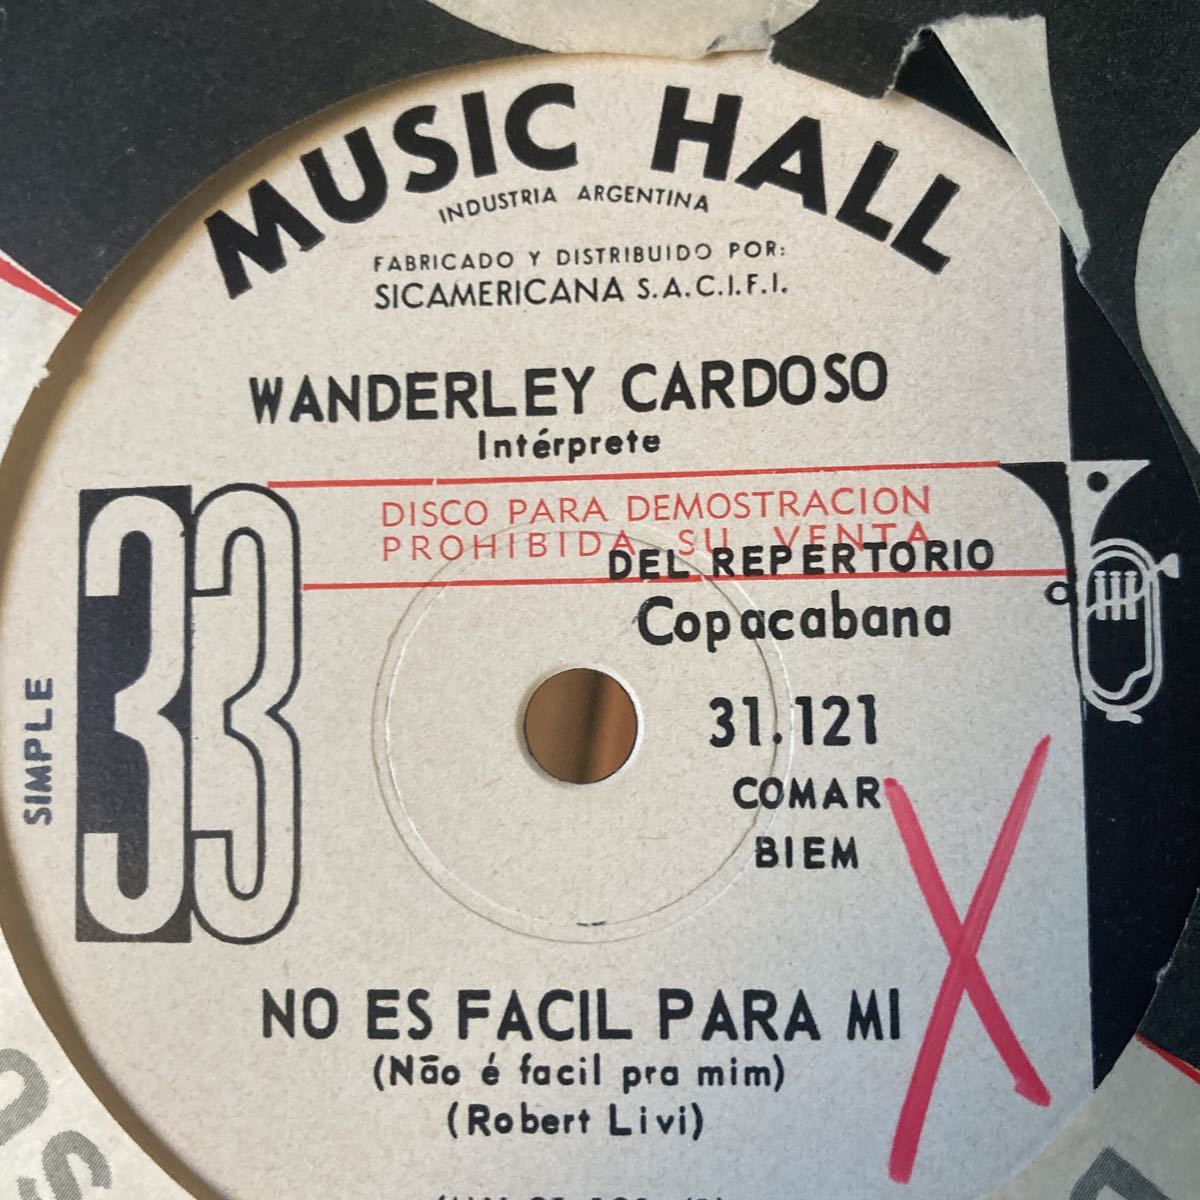 MUSIC HALL
INDUSTRIA ARGENTINA
FABRICADO Y DISTRIBUIDO POR:
SICAMERICANA S.A.C.I.F.I.
WANDERLEY CARDOSO
Intérprete
DISCO PARA DEMOSTRACION
PROHIBIDA SU VENTA
DEL REPERTORIO
Copacabana
33
SIMPLE
31.121
COMAR
BIEM
X
NO ES FACIL PARA MI
(Não é facil pra mim)
(Robert Livi)